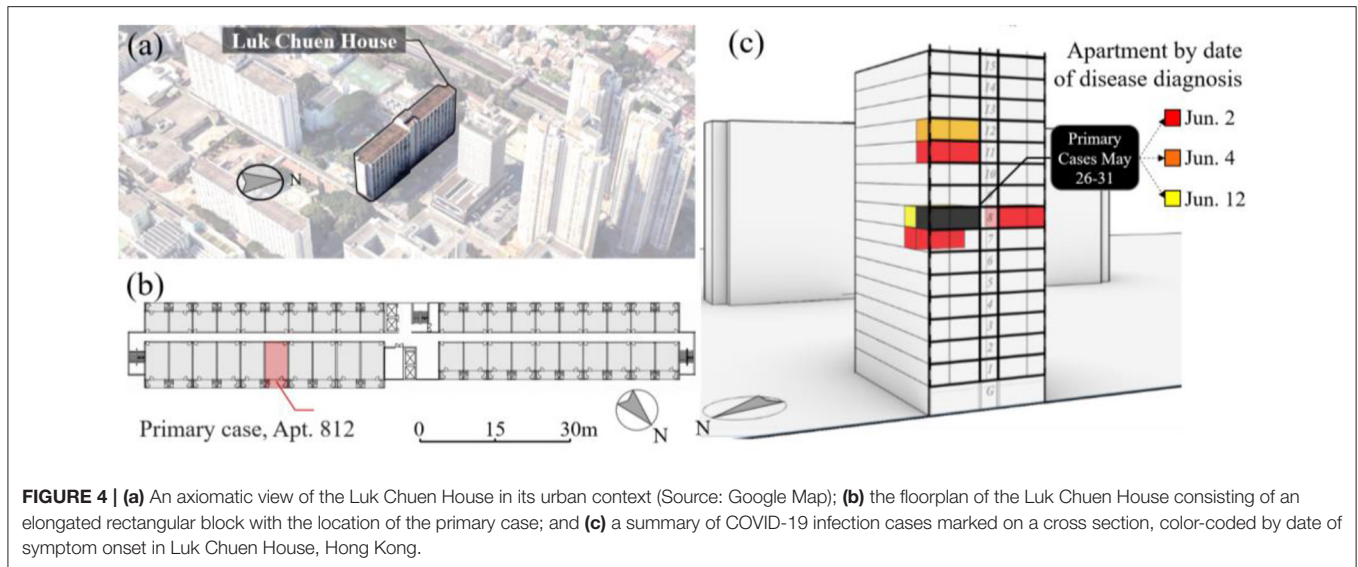 (a)
Luk Chuen House
N
(b)
Primary case, Apt. 812
0 15 30m
N
(c)
Apartment by date
of disease diagnosis
Primary
Cases May
26-31
Jun. 2
Jun. 4
Jun. 12
15
14
13
12
11
10
8
7
6
5
4
3
2
1
G
N
FIGURE 4 | (a) An axiomatic view of the Luk Chuen House in its urban context (Source: Google Map); (b) the floorplan of the Luk Chuen House consisting of an
elongated rectangular block with the location of the primary case; and (c) a summary of COVID-19 infection cases marked on a cross section, color-coded by date of
symptom onset in Luk Chuen House, Hong Kong.